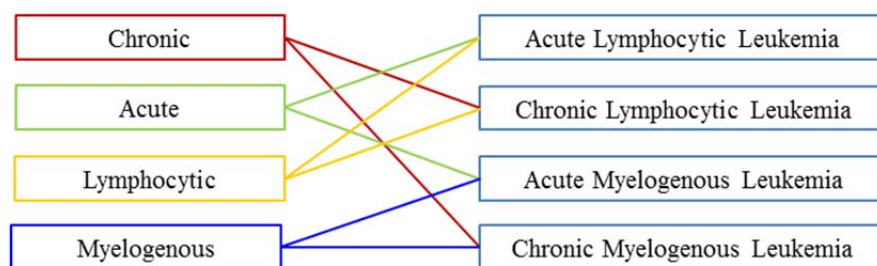 Chronic
Acute Lymphocytic Leukemia
Acute
Chronic Lymphocytic Leukemia
Lymphocytic
Acute Myelogenous Leukemia
Myelogenous
Chronic Myelogenous Leukemia